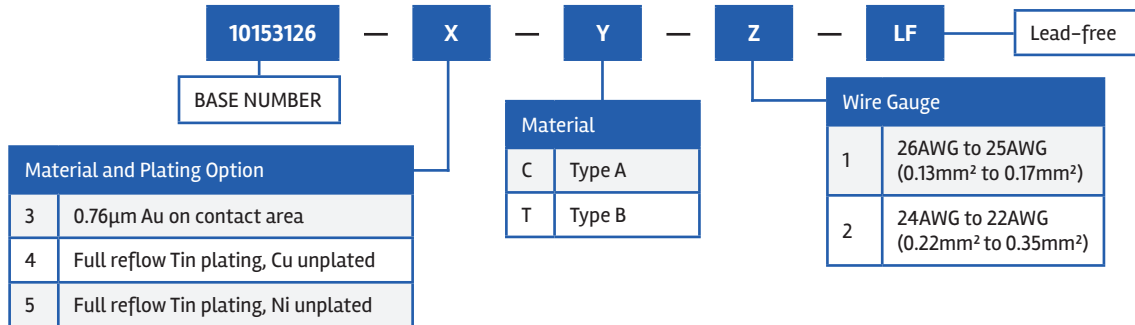 10153126 — X — Y — Z — LF
Lead-free
BASE NUMBER
Material and Plating Option
3 0.76µm Au on contact area
4 Full reflow Tin plating, Cu unplated
5 Full reflow Tin plating, Ni unplated
Material
C Type A
T Type B
Wire Gauge
1 26AWG to 25AWG
(0.13mm² to 0.17mm²)
2 24AWG to 22AWG
(0.22mm² to 0.35mm²)